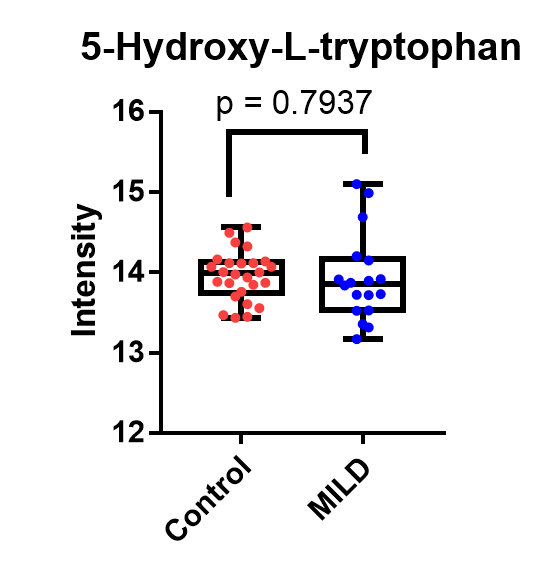 5-Hydroxy-L-tryptophan
p = 0.7937
Intensity
16
15
14
13
12
Control
MILD